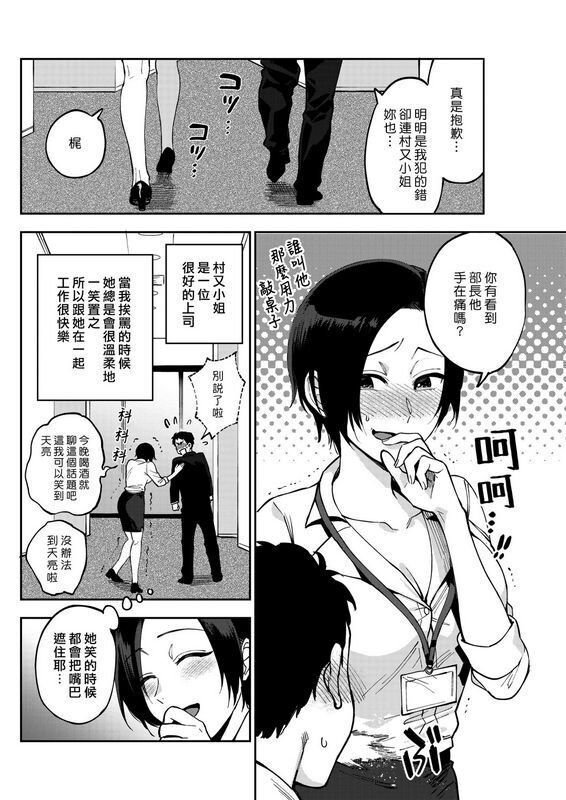 真是抱歉…
明明是我犯的錯
卻連村又小姐
妳也…
コツ…
コツ…
梶
你有看到
部長他
手在痛嗎?
誰叫他
那麼用力
敲桌子
呵
呵…
ぶる
村又小姐
是一位
很好的上司
當我挨罵的時候
她總是會很溫柔地
一笑置之
所以跟她在一起
工作很快樂
別説了啦
抖
抖
抖
今晚喝酒就
聊這個話題吧
這我可以笑到
天亮
沒辦法
到天亮啦
她笑的時候
都會把嘴巴
遮住耶…